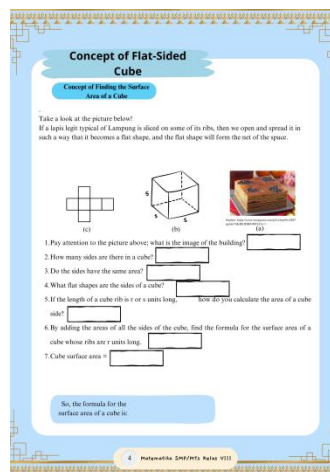 Concept of Flat-Sided
Cube
Concept of Finding the Surface
Area of a Cube
.
Take a look at the picture below!
If a lapis legit typical of Lampung is sliced on some of its ribs, then we open and spread it in
such a way that it becomes a flat shape, and the flat shape will form the net of the space.
S
S
S
(c)
(b)
(a)
1. Pay attention to the picture above; what is the image of the building?
2. How many sides are there in a cube?
3. Do the sides have the same area?
4. What flat shapes are the sides of a cube?
5. If the length of a cube rib is r or s units long, how do you calculate the area of a cube
side?
6. By adding the areas of all the sides of the cube, find the formula for the surface area of a
cube whose ribs are r units long.
7. Cube surface area =
So, the formula for the
surface area of a cube is:
4 Matematika SMP/MTs Kelas VIII